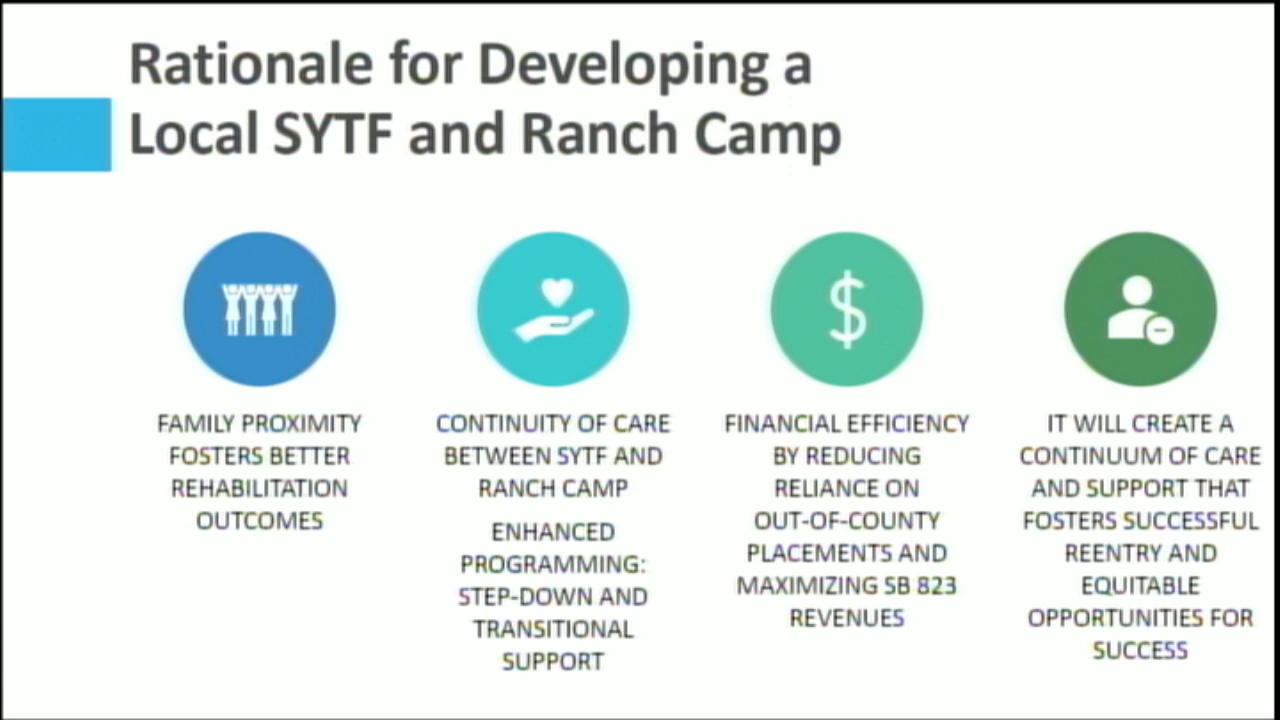 Rationale for Developing a
Local SYTF and Ranch Camp
FAMILY PROXIMITY
FOSTERS BETTER
REHABILITATION
OUTCOMES
CONTINUITY OF CARE
BETWEEN SYTF AND
RANCH CAMP
ENHANCED
PROGRAMMING:
STEP-DOWN AND
TRANSITIONAL
SUPPORT
FINANCIAL EFFICIENCY
BY REDUCING
RELIANCE ON
OUT-OF-COUNTY
PLACEMENTS AND
MAXIMIZING SB 823
REVENUES
IT WILL CREATE A
CONTINUUM OF CARE
AND SUPPORT THAT
FOSTERS SUCCESSFUL
REENTRY AND
EQUITABLE
OPPORTUNITIES FOR
SUCCESS